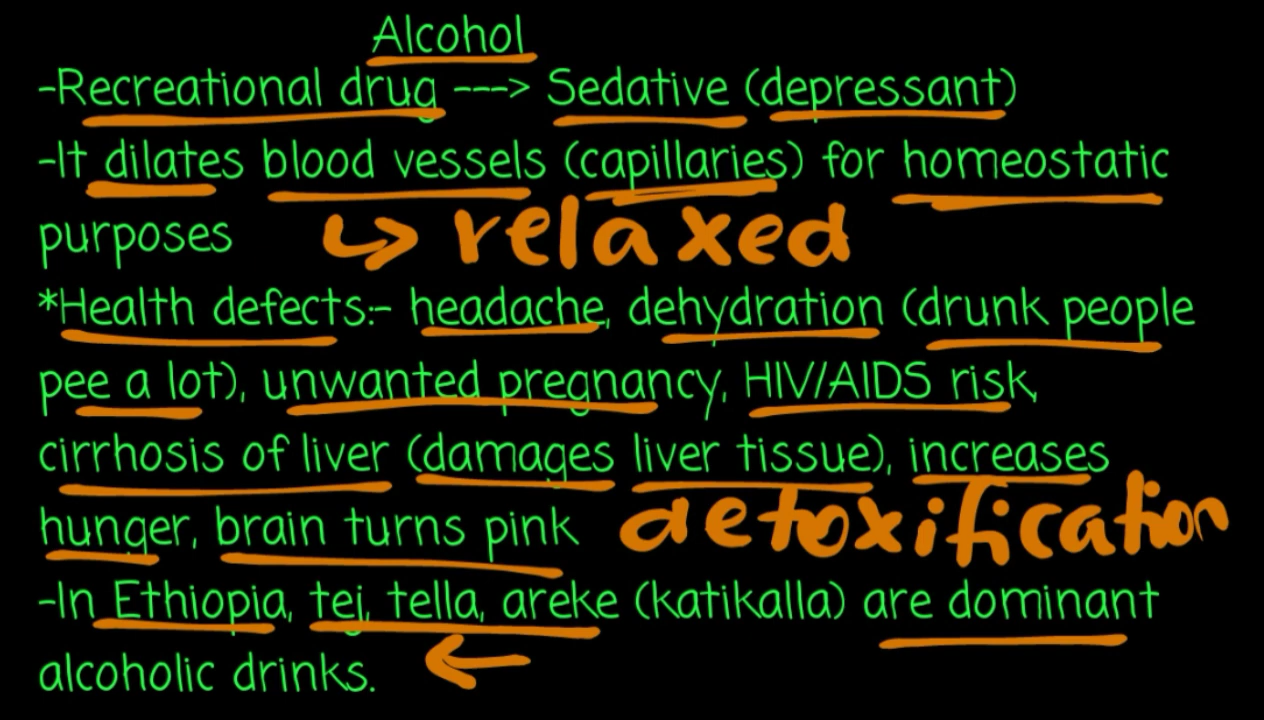 Alcohol
-Recreational drug ---> Sedative (depressant)
-It dilates blood vessels (capillaries) for homeostatic
purposes ↳ relaxed
*Health defects:- headache, dehydration (drunk people
pee a lot), unwanted pregnancy, HIV/AIDS risk,
cirrhosis of liver (damages liver tissue), increases
hunger, brain turns pink detoxification
-In Ethiopia, tej, tella, areke (katikalla) are dominant
alcoholic drinks. ←